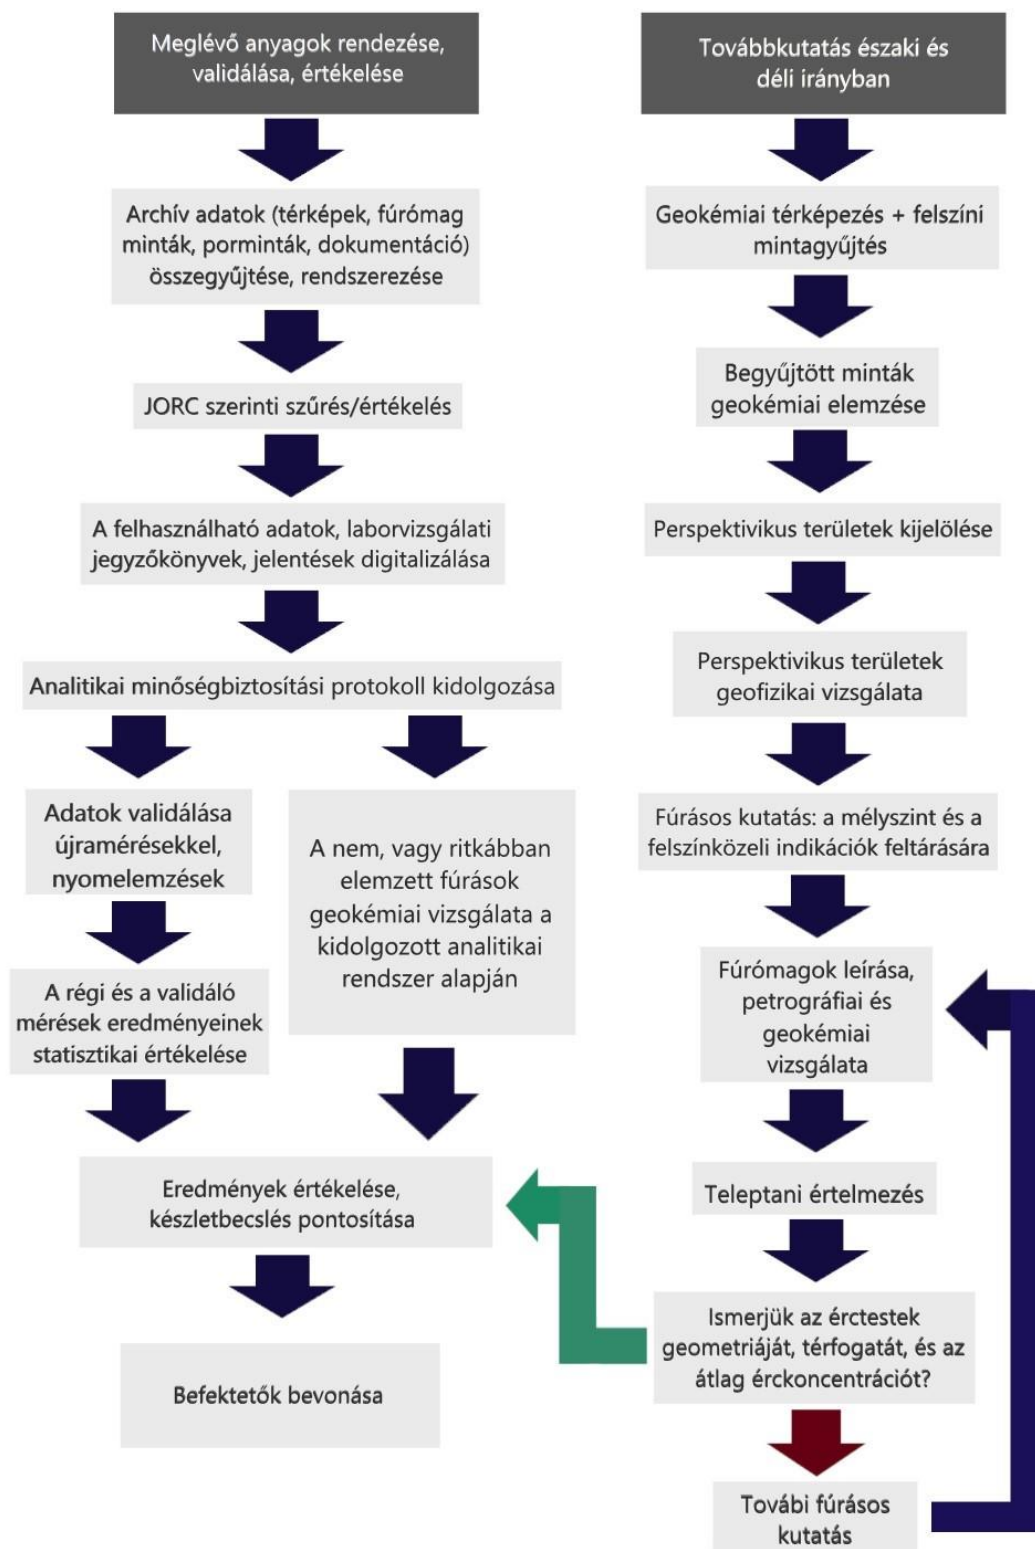 Meglévő anyagok rendezése,
validálása, értékelése
Archív adatok (térképek, fúrómag
minták, porminták, dokumentáció)
összegyűjtése, rendszerezése
JORC szerinti szűrés/értékelés
A felhasználható adatok, laborvizsgálati
jegyzőkönyvek, jelentések digitalizálása
Analitikai minőségbiztosítási protokoll kidolgozása
Adatok validálása
újramérésekkel,
nyomelemzések
A régi és a validáló
mérések eredményeinek
statisztikai értékelése
A nem, vagy ritkábban
elemzett fúrások
geokémiai vizsgálata a
kidolgozott analitikai
rendszer alapján
Eredmények értékelése,
készletbecslés pontosítása
Befektetők bevonása
Továbbkutatás északi és
déli irányban
Geokémiai térképezés + felszíni
mintagyűjtés
Begyűjtött minták
geokémiai elemzése
Perspektivikus területek kijelölése
Perspektivikus területek
geofizikai vizsgálata
Fúrásos kutatás: a mélyszint és a
felszínközeli indikációk feltárására
Fúrómagok leírása,
petrográfiai és
geokémiai
vizsgálata
Teleptani értelmezés
Ismerjük az érctestek
geometriáját, térfogatát, és az
átlag érckoncentrációt?
Továbi fúrásos
kutatás